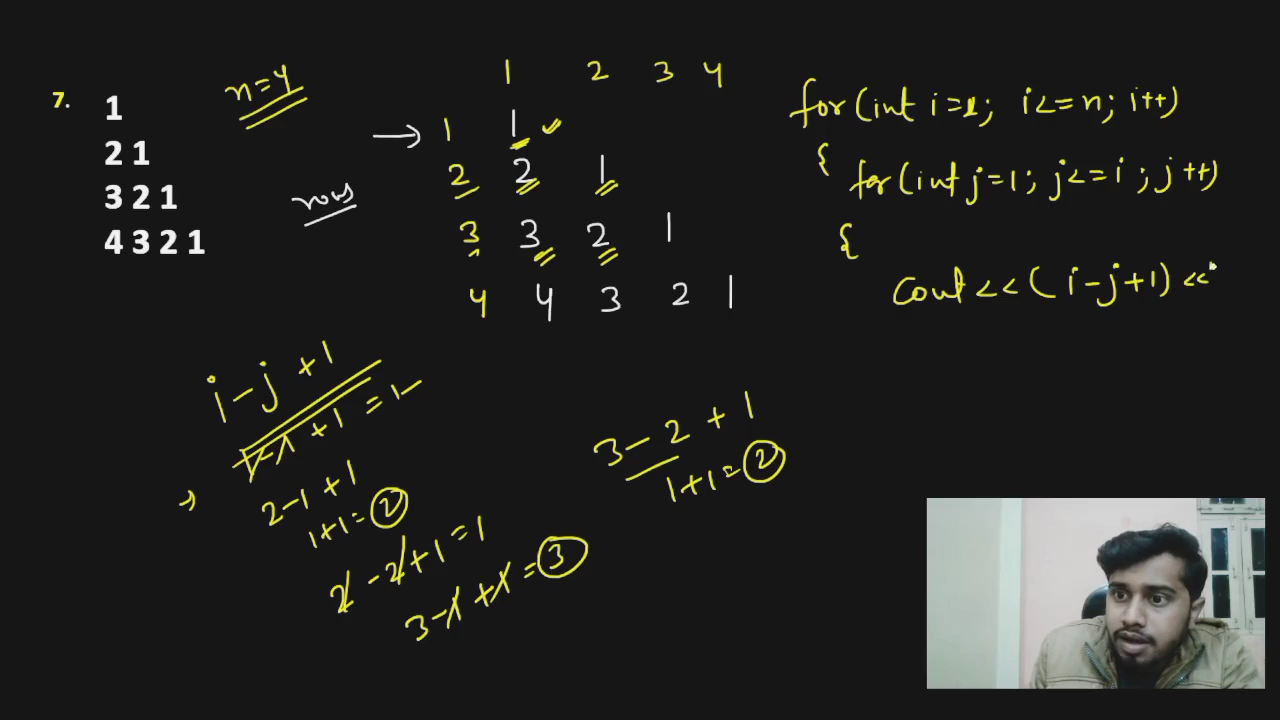 7. 1
2 1
3 2 1
4 3 2 1
n=4
rows
1 2 3 4
→ 1 1 ✓
2 2 1
3 3 2 1
4 4 3 2 1
for(int i=1; i<=n; i++)
{ for(int j=1; j<=i ; j++)
{
cout<<(i-j+1)<<
i-j+1
1-1+1=1
→ 2-1+1
1+1=2
2-2+1=1
3-1+1=3
3-2+1
1+1=2